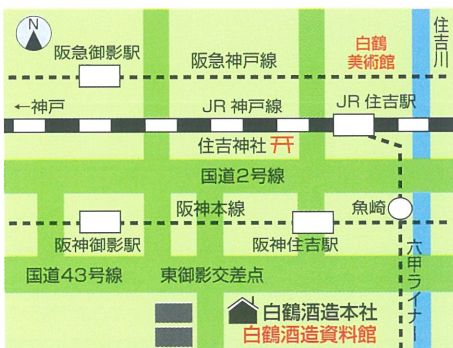 N
阪急御影駅
阪急神戸線
白鶴
美術館
住吉川
←神戸
JR 神戸線
JR 住吉駅
住吉神社
国道2号線
阪神本線
魚崎
阪神御影駅
阪神住吉駅
六甲ライナー
国道43号線
東御影交差点
白鶴酒造本社
白鶴酒造資料館